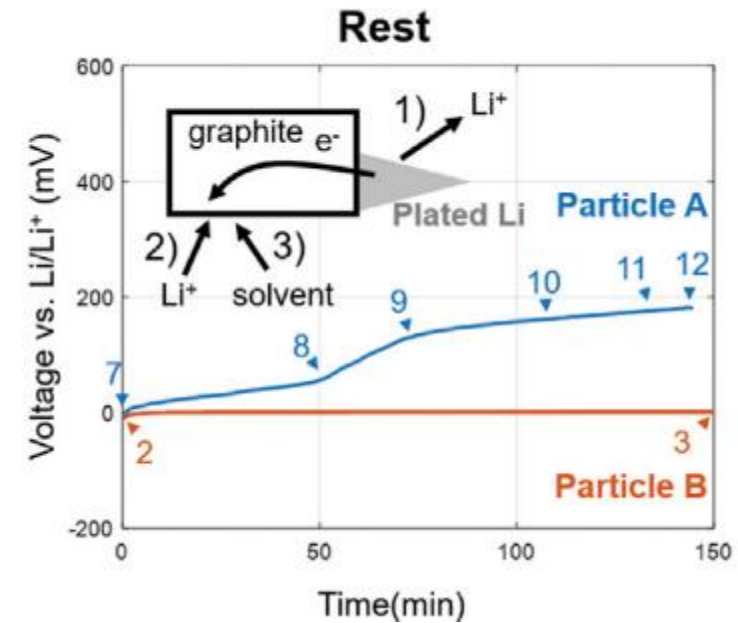 Rest
Voltage vs. Li/Li⁺ (mV)
600
400
200
0
-200
graphite e⁻
1) Li⁺
Plated Li
2) 3)
Li⁺ solvent
Particle A
7
8
9
10
11
12
2
3
Particle B
0
50
100
150
Time(min)